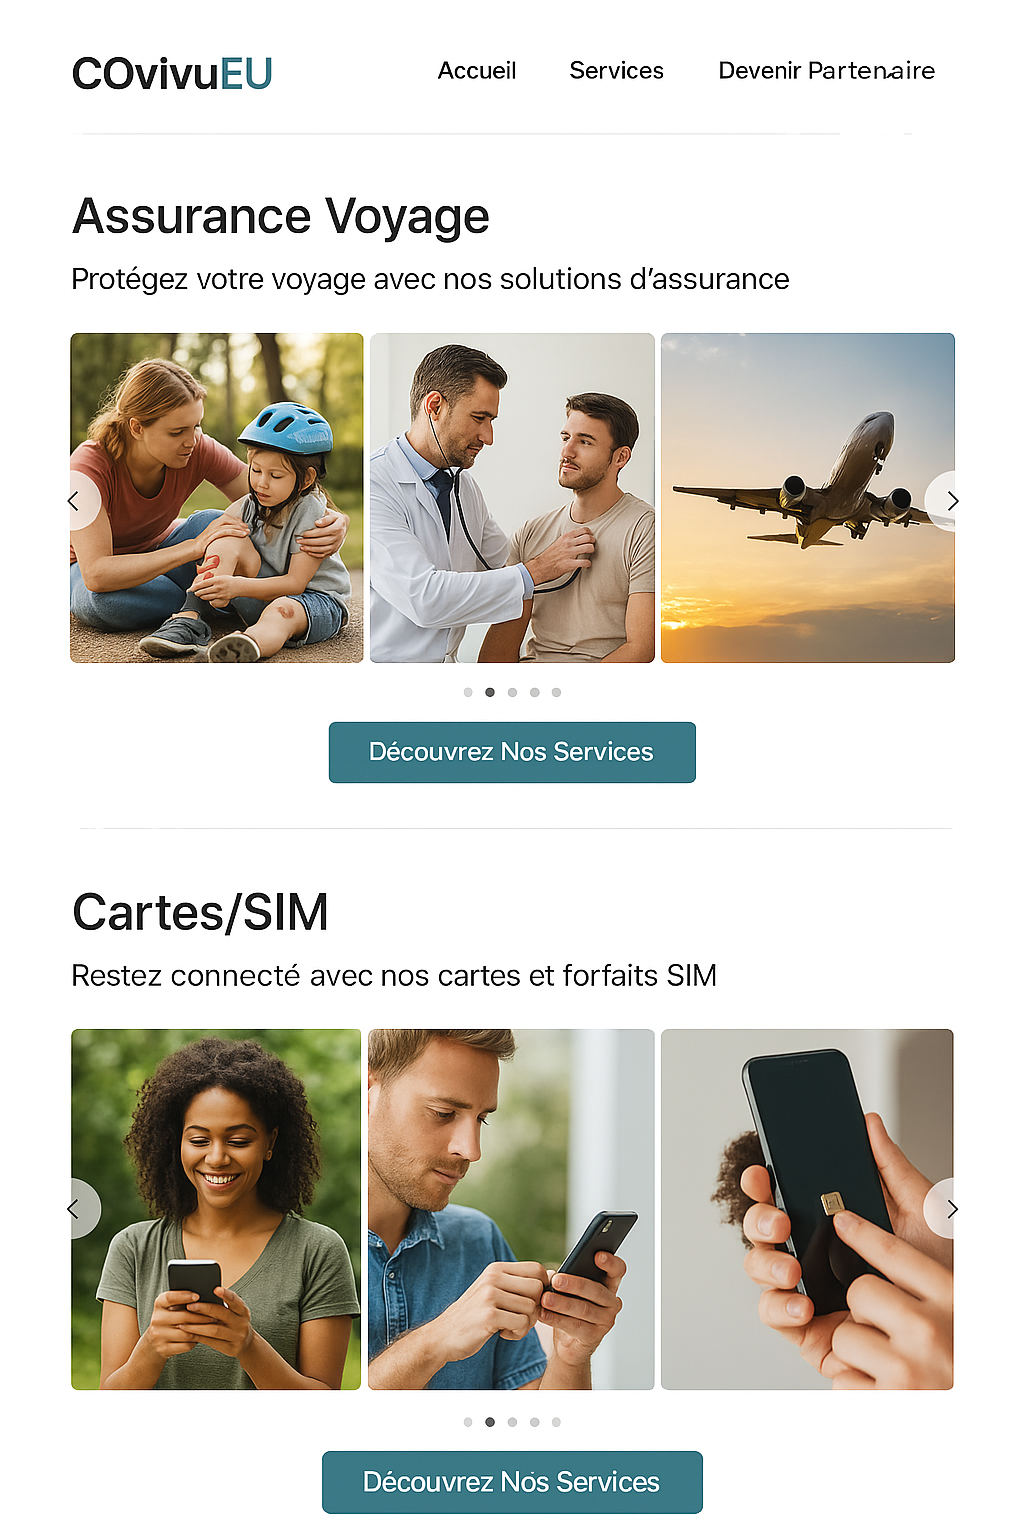 COvivuEU
Accueil Services Devenir Partenaire
Assurance Voyage
Protégez votre voyage avec nos solutions d’assurance
Découvrez Nos Services
Cartes/SIM
Restez connecté avec nos cartes et forfaits SIM
Découvrez Nos Services